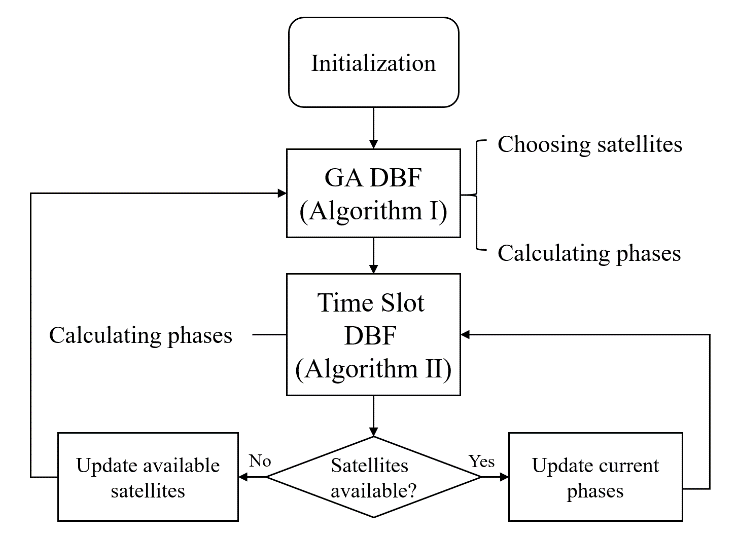 Initialization
Choosing satellites
GA DBF
(Algorithm I)
Calculating phases
Time Slot
DBF
(Algorithm II)
Calculating phases
No
Yes
Update available
satellites
Satellites
available?
Update current
phases